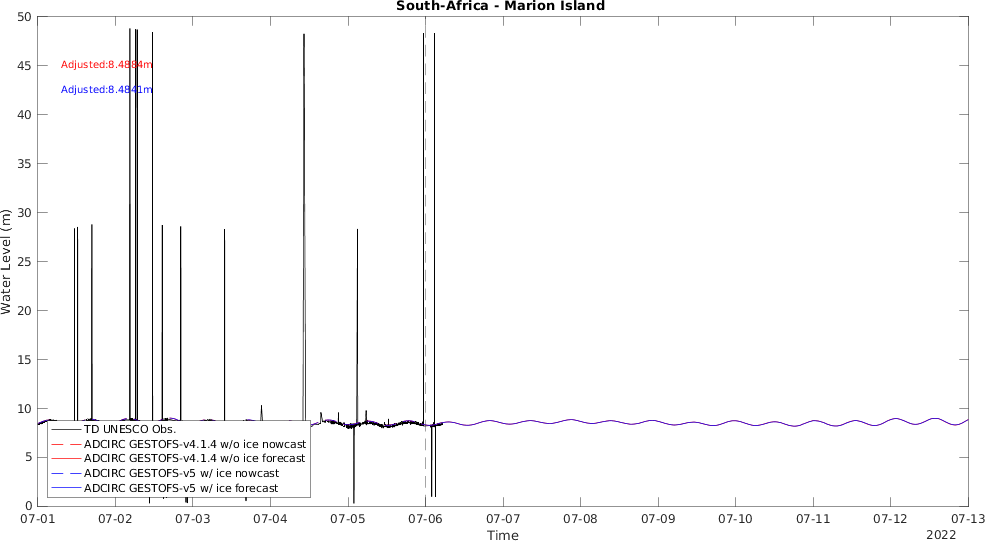 South-Africa - Marion Island
50
45
40
35
30
25
20
15
10
5
0
Water Level (m)
Adjusted:8.4884m
Adjusted:8.4841m
TD UNESCO Obs.
ADCIRC GESTOFS-v4.1.4 w/o ice nowcast
ADCIRC GESTOFS-v4.1.4 w/o ice forecast
ADCIRC GESTOFS-v5 w/ ice nowcast
ADCIRC GESTOFS-v5 w/ ice forecast
07-01 07-02 07-03 07-04 07-05 07-06 07-07 07-08 07-09 07-10 07-11 07-12 07-13
Time
2022